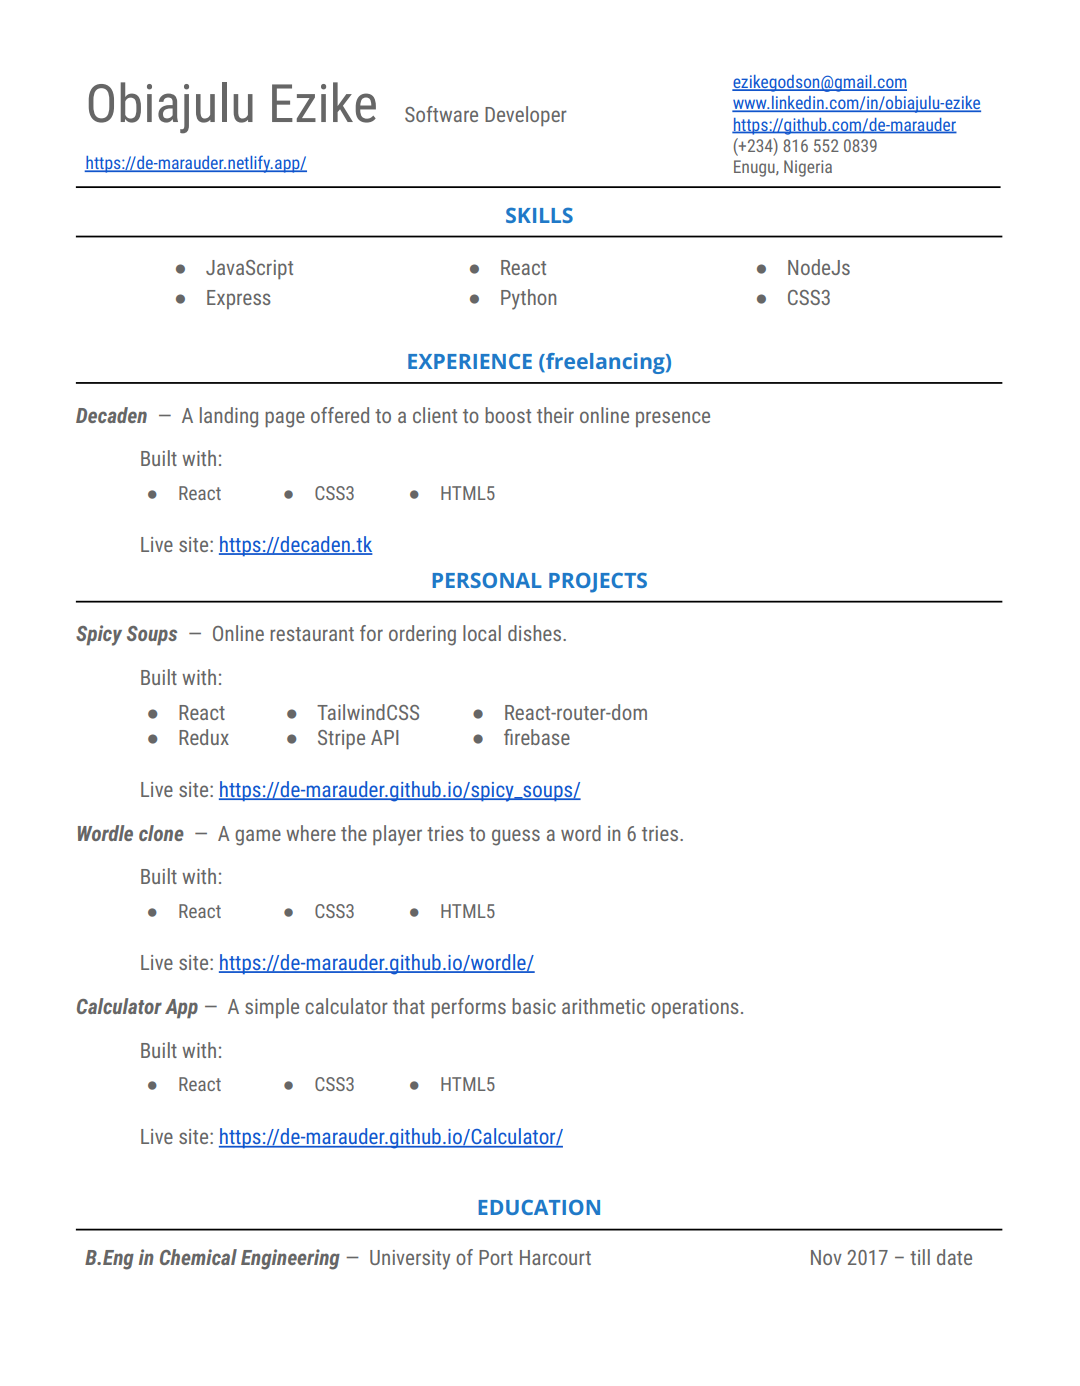 Obiajulu Ezike Software Developer
https://de-marauder.netlify.app/
ezikegodson@gmail.com
www.linkedin.com/in/obiajulu-ezike
https://github.com/de-marauder
(+234) 816 552 0839
Enugu, Nigeria
SKILLS
● JavaScript ● React ● NodeJs
● Express ● Python ● CSS3
EXPERIENCE (freelancing)
Decaden — A landing page offered to a client to boost their online presence
Built with:
● React ● CSS3 ● HTML5
Live site: https://decaden.tk
PERSONAL PROJECTS
Spicy Soups — Online restaurant for ordering local dishes.
Built with:
● React ● TailwindCSS ● React-router-dom
● Redux ● Stripe API ● firebase
Live site: https://de-marauder.github.io/spicy_soups/
Wordle clone — A game where the player tries to guess a word in 6 tries.
Built with:
● React ● CSS3 ● HTML5
Live site: https://de-marauder.github.io/wordle/
Calculator App — A simple calculator that performs basic arithmetic operations.
Built with:
● React ● CSS3 ● HTML5
Live site: https://de-marauder.github.io/Calculator/
EDUCATION
B.Eng in Chemical Engineering — University of Port Harcourt Nov 2017 – till date